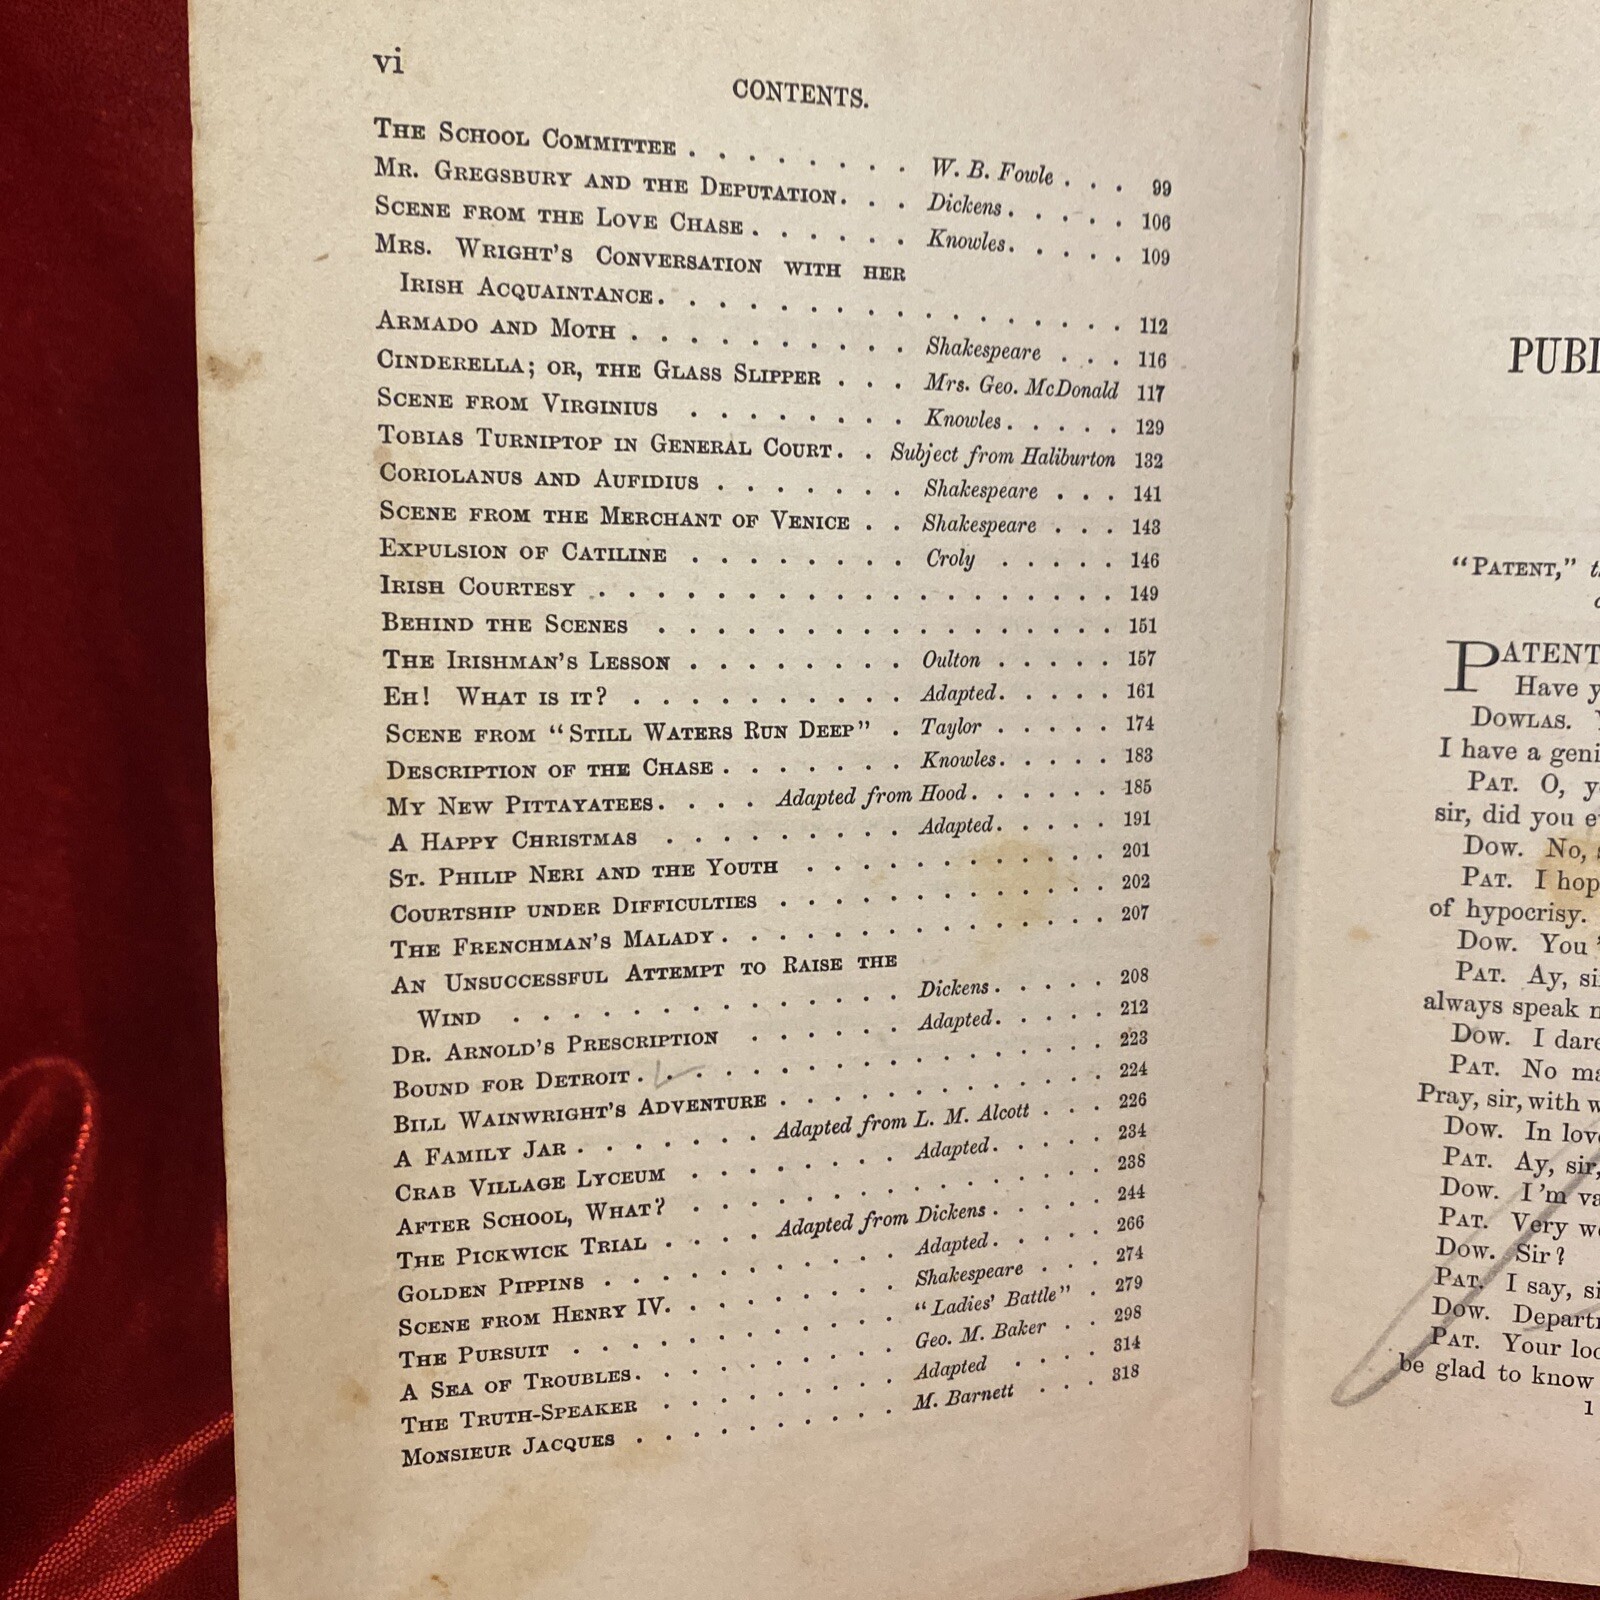 vi
CONTENTS.
THE SCHOOL COMMITTEE . . . . . . . . W. B. Fowle . . . 99
MR. GREGSBURY AND THE DEPUTATION. . . Dickens . . . . . 106
SCENE FROM THE LOVE CHASE . . . . . . Knowles. . . . . 109
MRS. WRIGHT'S CONVERSATION WITH HER
IRISH ACQUAINTANCE. . . . . . . . . . . . . . . . . 112
ARMADO AND MOTH . . . . . . . . . . Shakespeare . . . 116
CINDERELLA; OR, THE GLASS SLIPPER . . . Mrs. Geo. McDonald 117
SCENE FROM VIRGINIUS . . . . . . . . Knowles . . . . . 129
TOBIAS TURNIPTOP IN GENERAL COURT. . Subject from Haliburton 132
CORIOLANUS AND AUFIDIUS . . . . . . . Shakespeare . . . 141
SCENE FROM THE MERCHANT OF VENICE . . Shakespeare . . . 143
EXPULSION OF CATILINE . . . . . . . . Croly . . . . . 146
IRISH COURTESY . . . . . . . . . . . . . . . . . . 149
BEHIND THE SCENES . . . . . . . . . . . . . . . . 151
THE IRISHMAN'S LESSON . . . . . . . . Oulton . . . . . 157
EH! WHAT IS IT? . . . . . . . . . . Adapted. . . . . 161
SCENE FROM "STILL WATERS RUN DEEP" . Taylor . . . . . 174
DESCRIPTION OF THE CHASE . . . . . . . Knowles. . . . . 183
MY NEW PITTAYATEES. . . . . Adapted from Hood . . . . . . 185
A HAPPY CHRISTMAS . . . . . . . . . Adapted. . . . . 191
ST. PHILIP NERI AND THE YOUTH . . . . . . . . . . . 201
COURTSHIP UNDER DIFFICULTIES . . . . . . . . . . . . 202
THE FRENCHMAN'S MALADY . . . . . . . . . . . . . . 207
AN UNSUCCESSFUL ATTEMPT TO RAISE THE
WIND . . . . . . . . . . . . . . Dickens . . . . . 208
DR. ARNOLD'S PRESCRIPTION . . . . . . Adapted. . . . . 212
BOUND FOR DETROIT . . . . . . . . . . . . . . . . 223
BILL WAINWRIGHT'S ADVENTURE . . . . . . . . . . . . 224
A FAMILY JAR . . . . . . . Adapted from L. M. Alcott . . . 226
CRAB VILLAGE LYCEUM . . . . . . . . Adapted. . . . . 234
AFTER SCHOOL, WHAT? . . . . . . . . . . . . . . . 238
THE PICKWICK TRIAL . . . . Adapted from Dickens . . . . . 244
GOLDEN PIPPINS . . . . . . . . . . Adapted. . . . . 266
SCENE FROM HENRY IV. . . . . . . . . Shakespeare . . . 274
THE PURSUIT . . . . . . . . . . . "Ladies' Battle" . 279
A SEA OF TROUBLES. . . . . . . . . . Geo. M. Baker . . 298
THE TRUTH-SPEAKER . . . . . . . . . Adapted . . . . 314
MONSIEUR JACQUES . . . . . . . . . . M. Barnett . . . 318
PUBL
"PATENT," t
PATENT
Have y
DOWLAS. Y
I have a geni
PAT. O, y
sir, did you e
DOW. No, s
PAT. I hop
of hypocrisy.
DOW. You '
PAT. Ay, si
always speak n
DOW. I dare
PAT. No ma
Pray, sir, with w
DOW. In lov
PAT. Ay, sir,
DOW. I'm va
PAT. Very we
DOW. Sir?
PAT. I say, si
DOW. Depart
PAT. Your loo
be glad to know
1